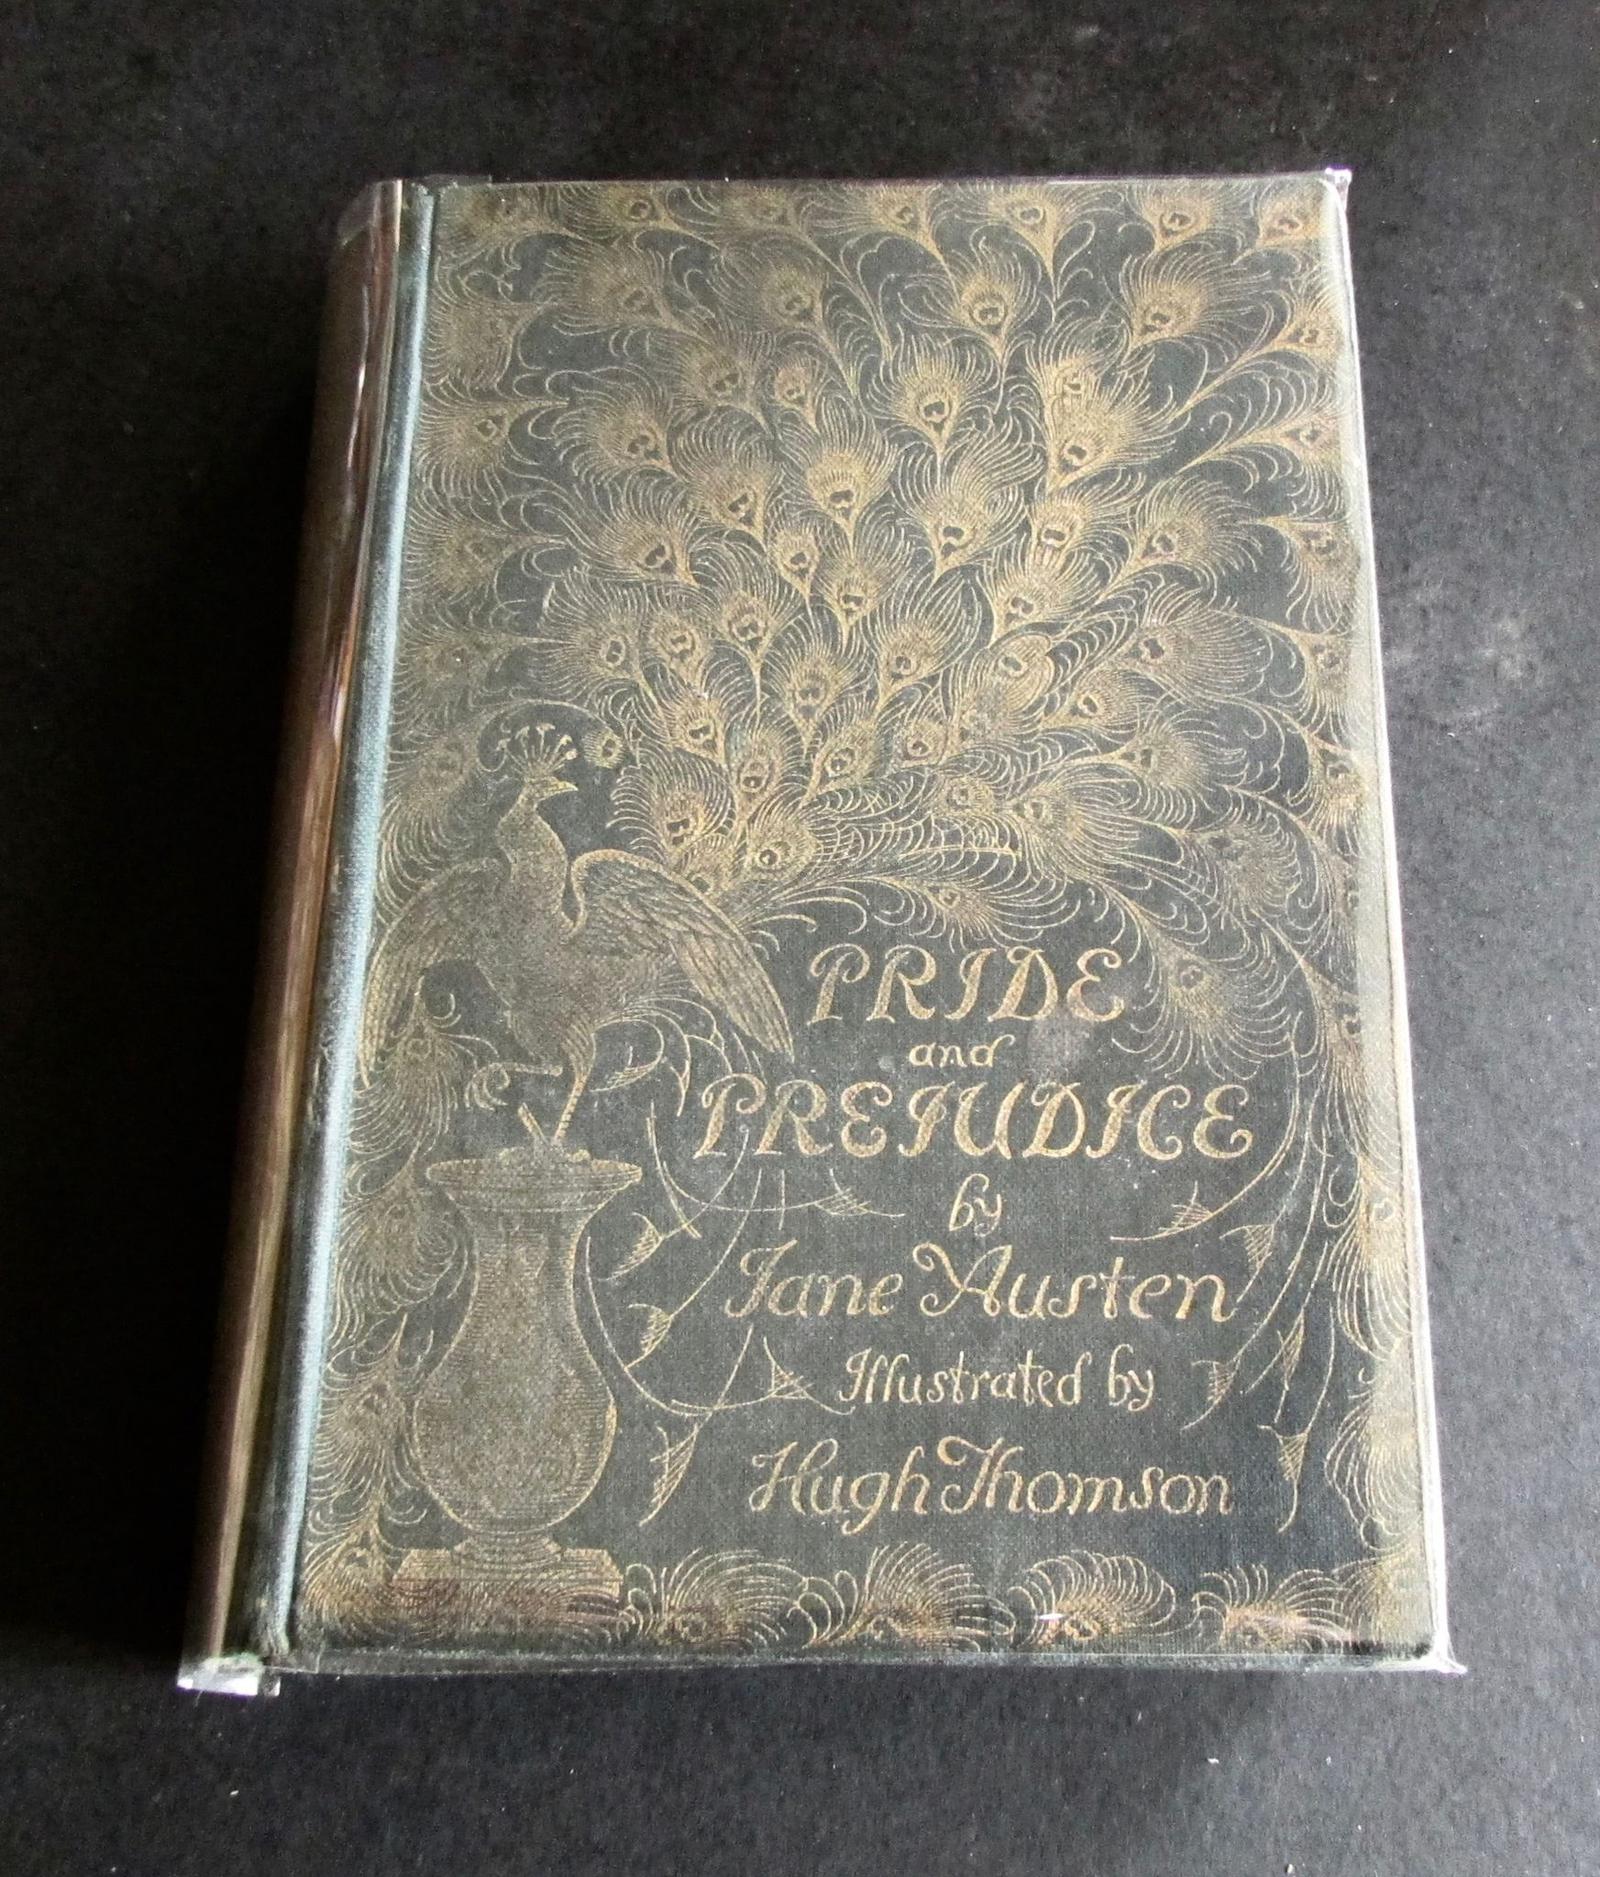 PRIDE
and
PREJUDICE
by
Jane Austen
Illustrated by
Hugh Thomson